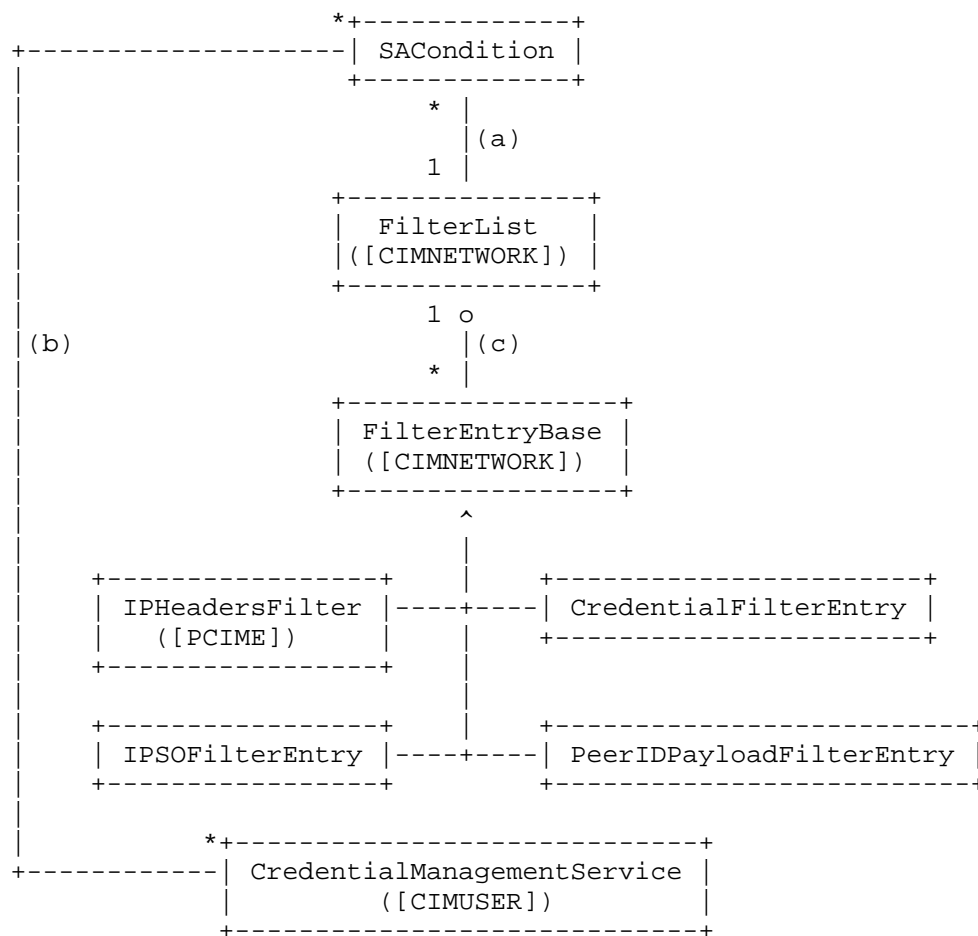 *
SACondition
*
(a)
1
FilterList
([CIMNETWORK])
1 o
(b) (c)
*
FilterEntryBase
([CIMNETWORK])
^
IPHeadersFilter CredentialFilterEntry
([PCIME])
IPSOFilterEntry PeerIDPayloadFilterEntry
*
CredentialManagementService
([CIMUSER])